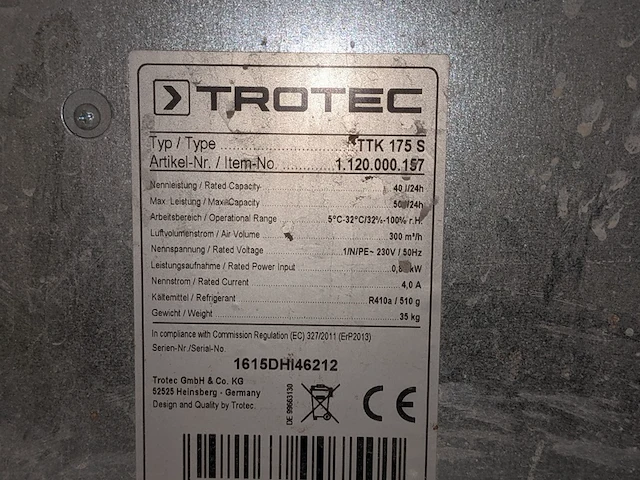 TROTEC
Typ / Type TTK 175 S
Artikel-Nr. / Item-No. 1.120.000.157
Nennleistung / Rated Capacity 40 l/24h
Max. Leistung / Max. Capacity 50 l/24h
Arbeitsbereich / Operational Range 5°C-32°C/32%-100% r.H.
Luftvolumenstrom / Air Volume 300 m³/h
Nennspannung / Rated Voltage 1/N/PE~ 230V / 50Hz
Leistungsaufnahme / Rated Power Input
Nennstrom / Rated Current 4,0 A
Kältemittel / Refrigerant R410a / 510 g
Gewicht / Weight 35 kg
In compliance with Commission Regulation (EC) 327/2011 (ErP2013)
Serien-Nr./Serial-No.
1615DHI46212
Trotec GmbH & Co. KG
52525 Heinsberg - Germany
Design and Quality by Trotec.
DE 99663130
CE